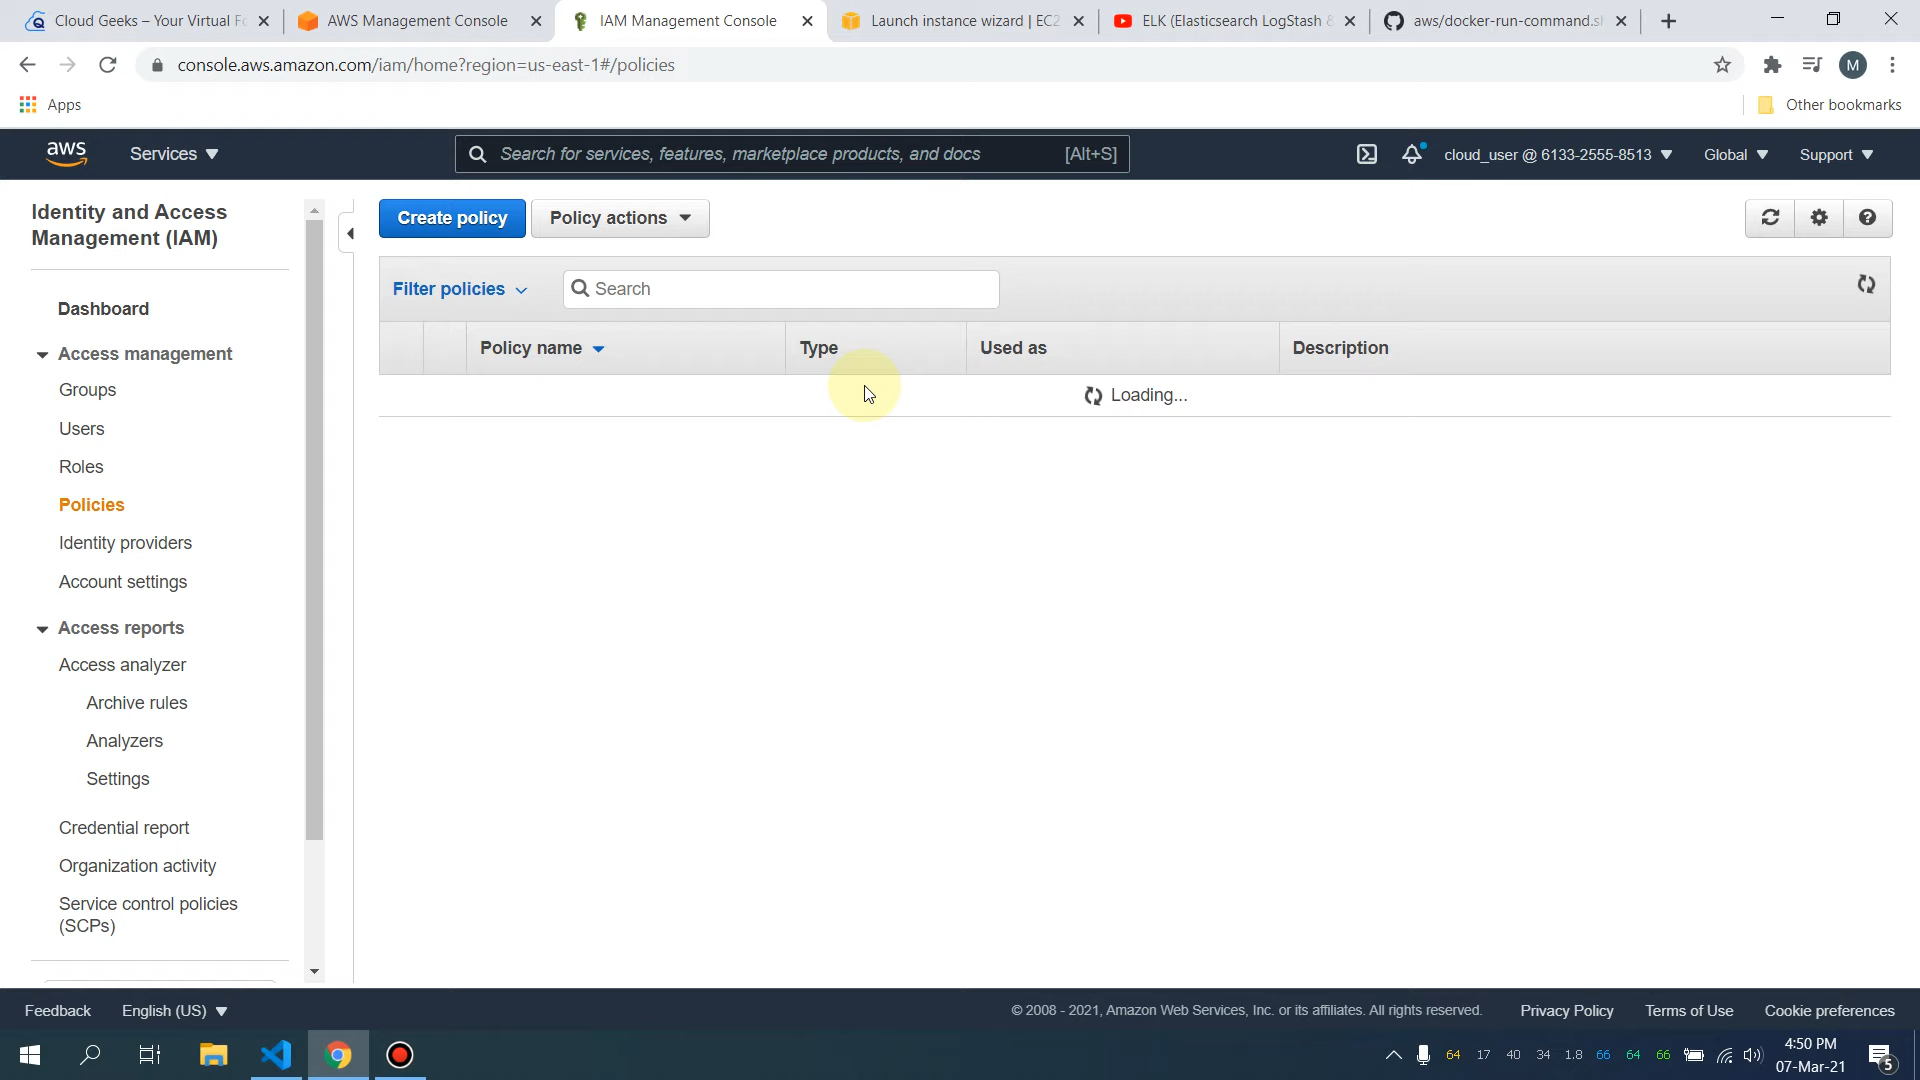 Cloud Geeks – Your Virtual Fo
AWS Management Console
IAM Management Console
Launch instance wizard | EC2
ELK (Elasticsearch LogStash &
aws/docker-run-command.sh
console.aws.amazon.com/iam/home?region=us-east-1#/policies
M
Apps
Other bookmarks
aws
Services
Search for services, features, marketplace products, and docs
[Alt+S]
cloud_user @ 6133-2555-8513
Global
Support
Identity and Access
Management (IAM)
Dashboard
Access management
Groups
Users
Roles
Policies
Identity providers
Account settings
Access reports
Access analyzer
Archive rules
Analyzers
Settings
Credential report
Organization activity
Service control policies
(SCPs)
Create policy
Policy actions
Filter policies
Search
Policy name
Type
Used as
Description
Loading...
Feedback
English (US)
© 2008 - 2021, Amazon Web Services, Inc. or its affiliates. All rights reserved.
Privacy Policy
Terms of Use
Cookie preferences
64
17
40
34
1.8
66
64
66
4:50 PM
07-Mar-21
5